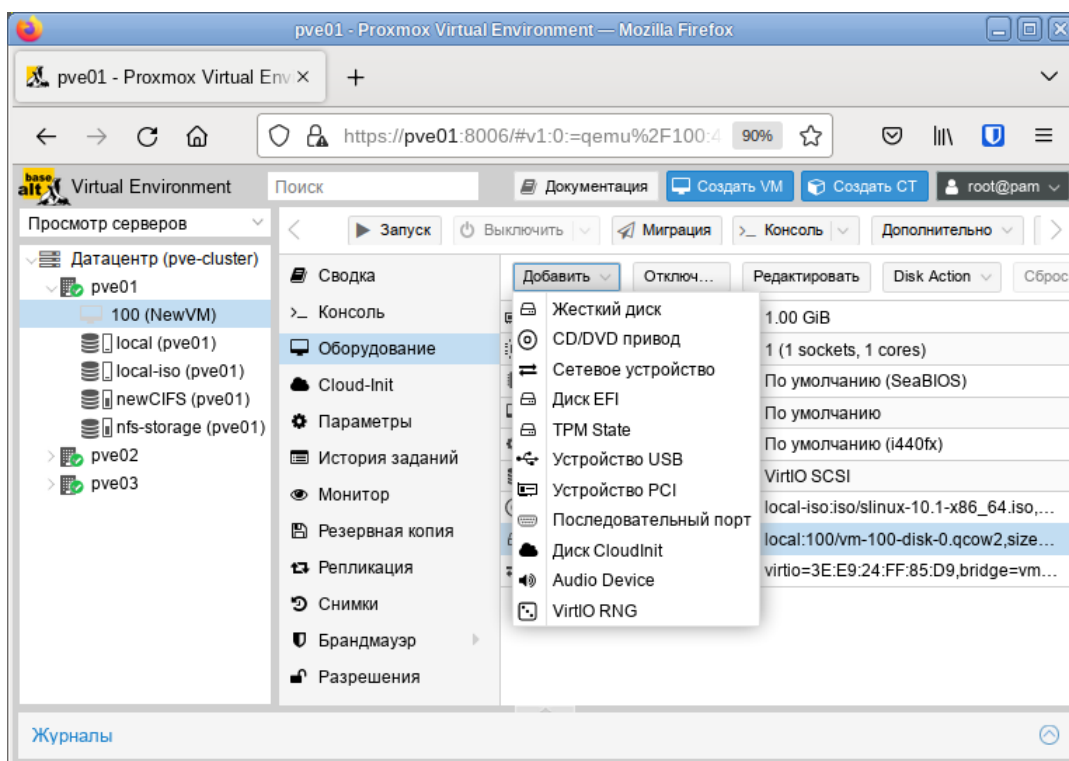 pve01 - Proxmox Virtual Environment — Mozilla Firefox
pve01 - Proxmox Virtual Env
https://pve01:8006/#v1:0:=qemu%2F100:4 90%
base
alt Virtual Environment Поиск Документация Создать VM Создать CT root@pam
Просмотр серверов
Запуск Выключить Миграция >_ Консоль Дополнительно
Датацентр (pve-cluster)
pve01
100 (NewVM)
local (pve01)
local-iso (pve01)
newCIFS (pve01)
nfs-storage (pve01)
pve02
pve03
Сводка
>_ Консоль
Оборудование
Cloud-Init
Параметры
История заданий
Монитор
Резервная копия
Репликация
Снимки
Брандмауэр
Разрешения
Добавить Отключ... Редактировать Disk Action Сброс
Жесткий диск
CD/DVD привод
Сетевое устройство
Диск EFI
TPM State
Устройство USB
Устройство PCI
Последовательный порт
Диск CloudInit
Audio Device
VirtIO RNG
1.00 GiB
1 (1 sockets, 1 cores)
По умолчанию (SeaBIOS)
По умолчанию
По умолчанию (i440fx)
VirtIO SCSI
local-iso:iso/slinux-10.1-x86_64.iso,...
local:100/vm-100-disk-0.qcow2,size...
virtio=3E:E9:24:FF:85:D9,bridge=vm...
Журналы